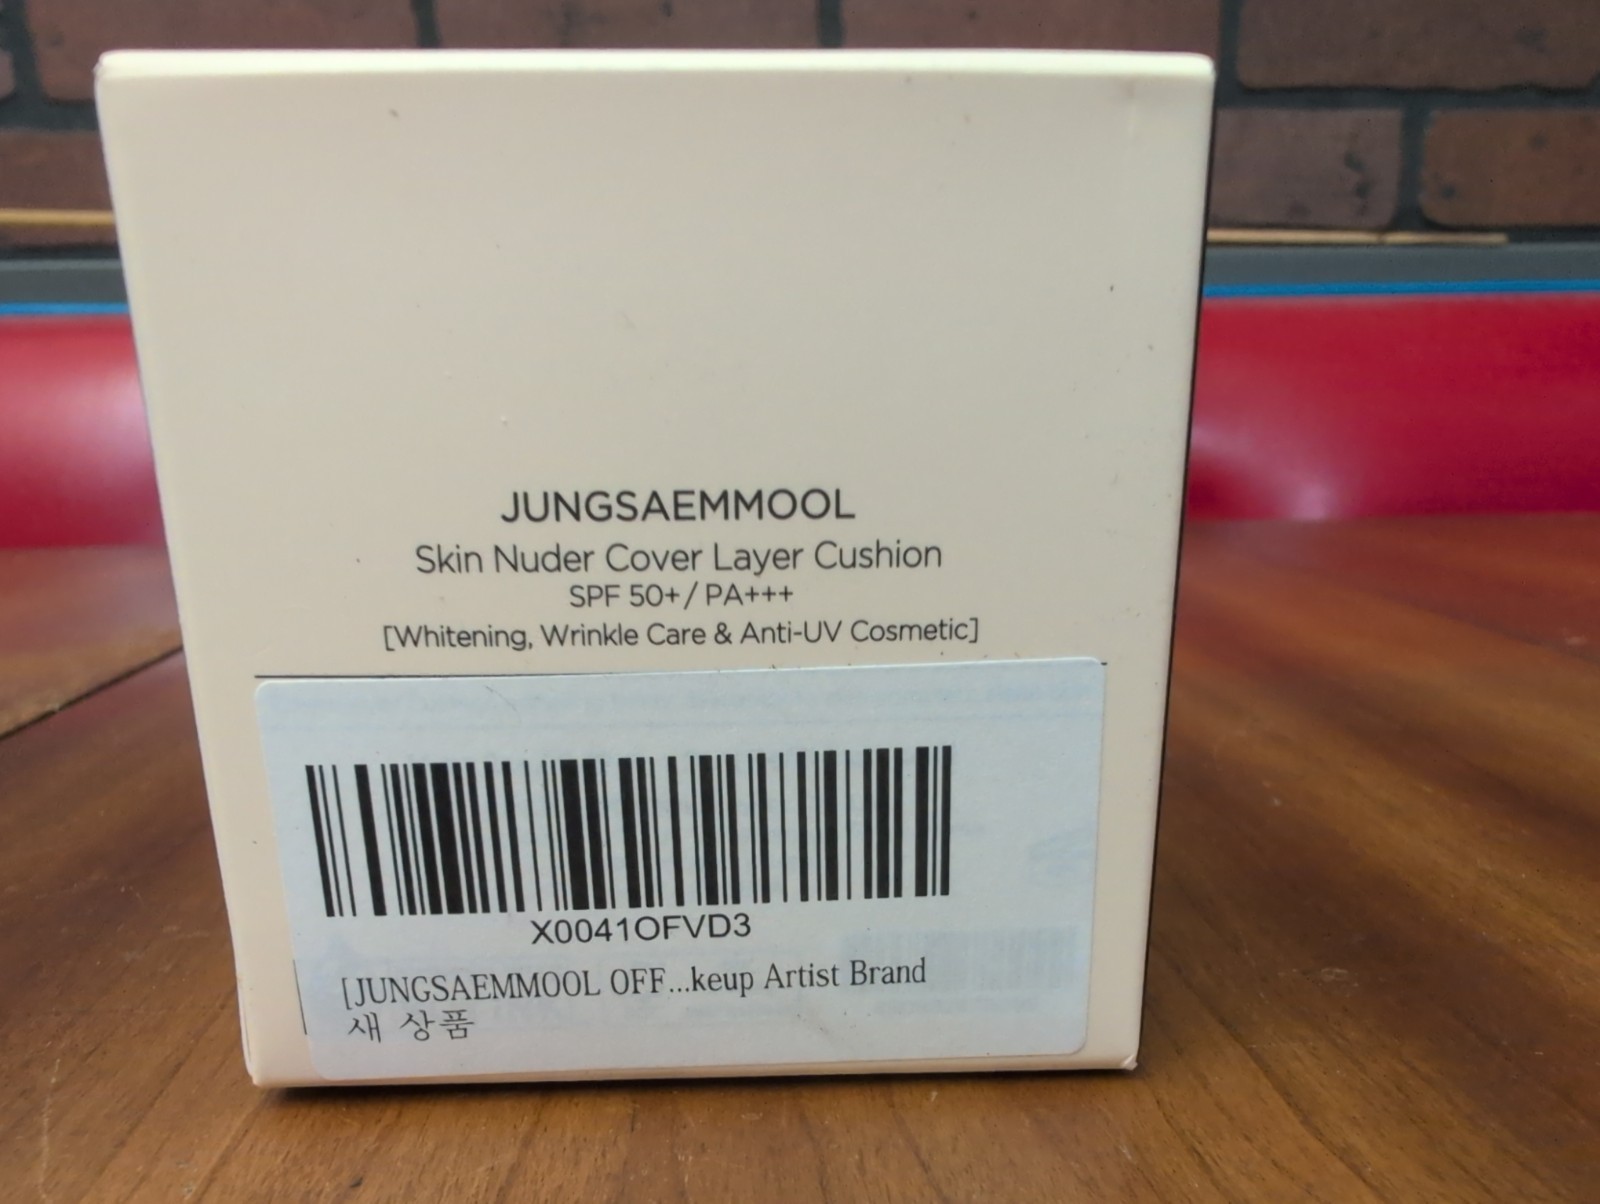 JUNGSAEMMOOL
Skin Nuder Cover Layer Cushion
SPF 50+/ PA+++
[Whitening, Wrinkle Care & Anti-UV Cosmetic]
X0041OFVD3
[JUNGSAEMMOOL OFF...keup Artist Brand
새 상품